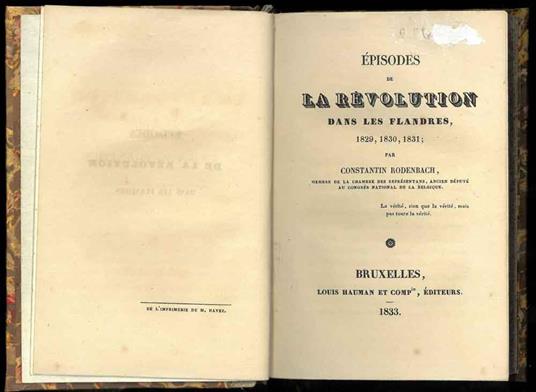 DE L'IMPRIMERIE DE M. HAYEZ.
ÉPISODES
DE
LA RÉVOLUTION
DANS LES FLANDRES,
1829, 1830, 1831;
PAR
CONSTANTIN RODENBACH,
MEMBRE DE LA CHAMBRE DES REPRÉSENTANS, ANCIEN DÉPUTÉ
AU CONGRÈS NATIONAL DE LA BELGIQUE.
La vérité, rien que la vérité, mais
pas toute la vérité.
BRUXELLES,
LOUIS HAUMAN ET COMP^ie, ÉDITEURS.
1833.